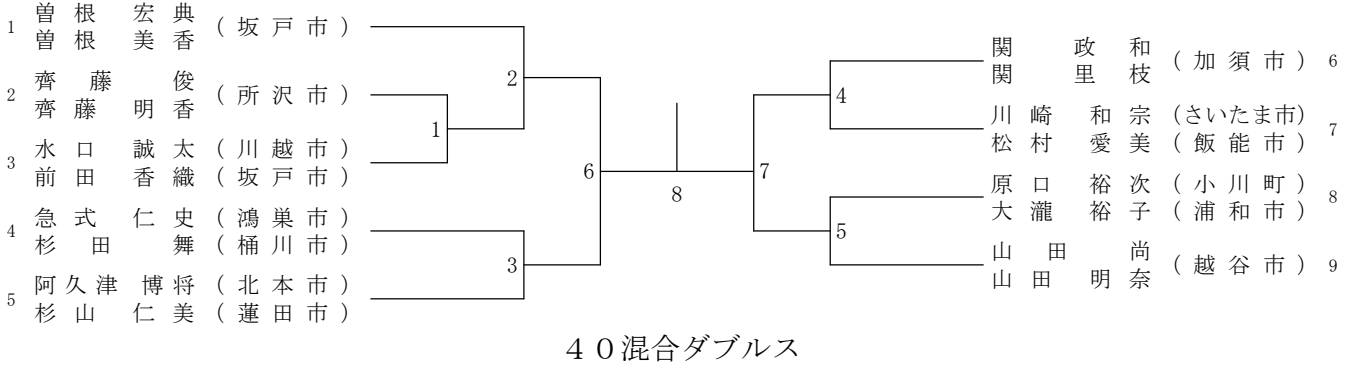 1 曽根 宏典 (坂戸市)
曽根 美香
2 齊藤 俊 (所沢市)
齊藤 明香
3 水口 誠太 (川越市)
前田 香織 (坂戸市)
4 急式 仁史 (鴻巣市)
杉田 舞 (桶川市)
5 阿久津 博将 (北本市)
杉山 仁美 (蓮田市)
1
2
3
6
8
7
4
5
関 政和 (加須市) 6
関 里枝
川崎 和宗 (さいたま市) 7
松村 愛美 (飯能市)
原口 裕次 (小川町) 8
大瀧 裕子 (浦和市)
山田 尚 (越谷市) 9
山田 明奈
40混合ダブルス